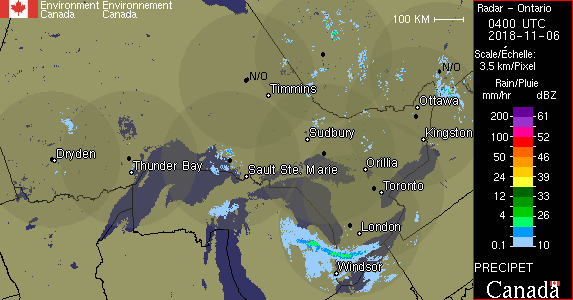 Environment Environnement
Canada Canada
100 KM
N/O
N/O
Timmins
Ottawa
Sudbury
Kingston
Dryden
Thunder Bay
Sault Ste. Marie
Orillia
Toronto
London
Windsor
Radar - Ontario
0400 UTC
2018-11-06
Scale/Échelle:
3.5 km/Pixel
Rain/Pluie
mm/hr dBZ
200 61
100 52
50 46
24 39
12 33
4 26
0.1 10
PRECIPET
Canada